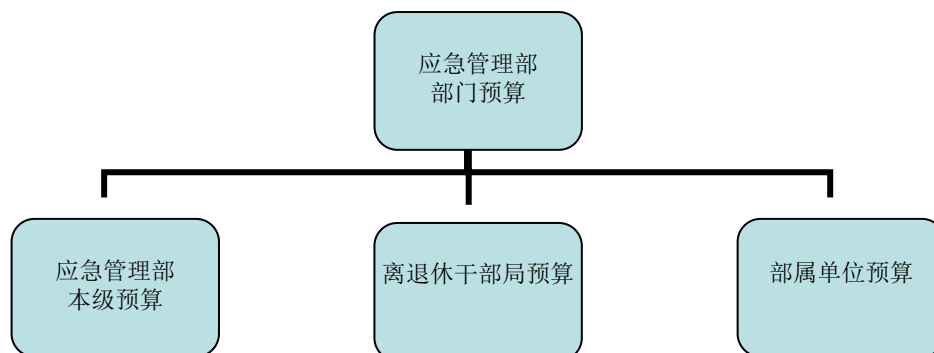 应急管理部
部门预算
应急管理部
本级预算
离退休干部局预算
部属单位预算